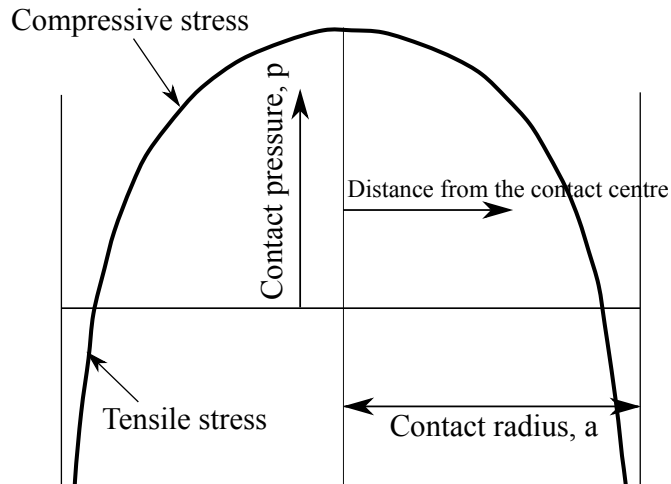 Compressive stress
Contact pressure, p
Distance from the contact centre
Tensile stress
Contact radius, a